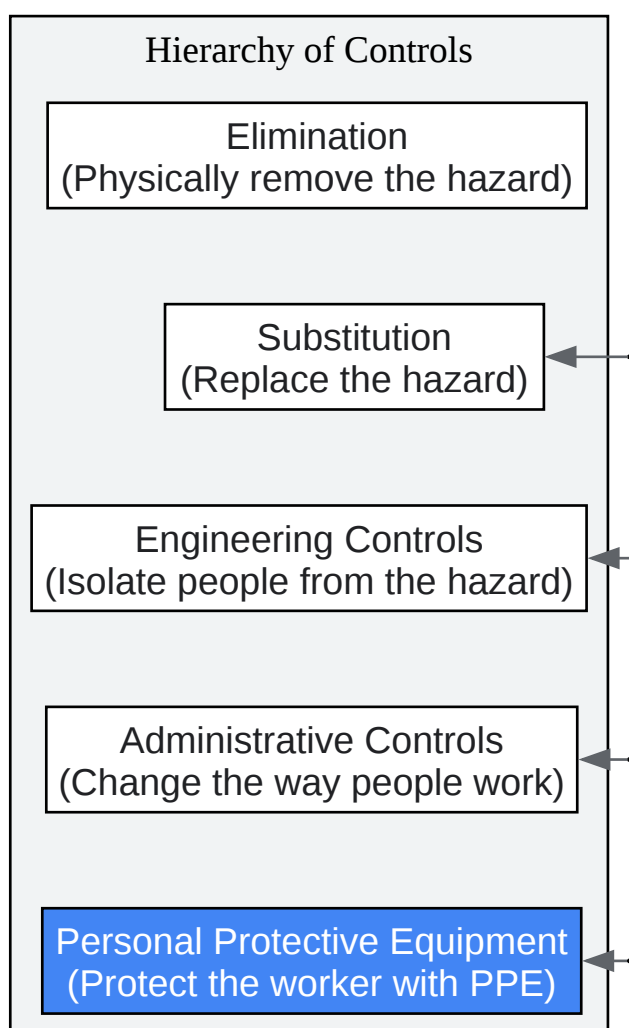 Hierarchy of Controls
Elimination
(Physically remove the hazard)
Substitution
(Replace the hazard)
Engineering Controls
(Isolate people from the hazard)
Administrative Controls
(Change the way people work)
Personal Protective Equipment
(Protect the worker with PPE)